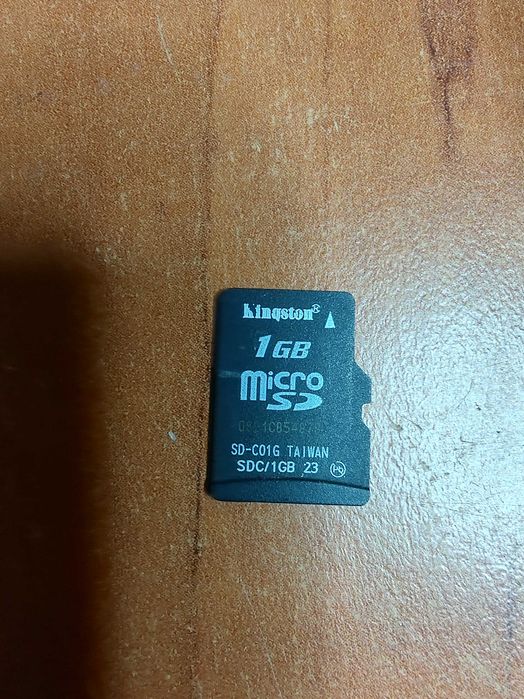 Kingston®
1GB
micro
SD
SD-C01G TAIWAN
SDC/1GB 23